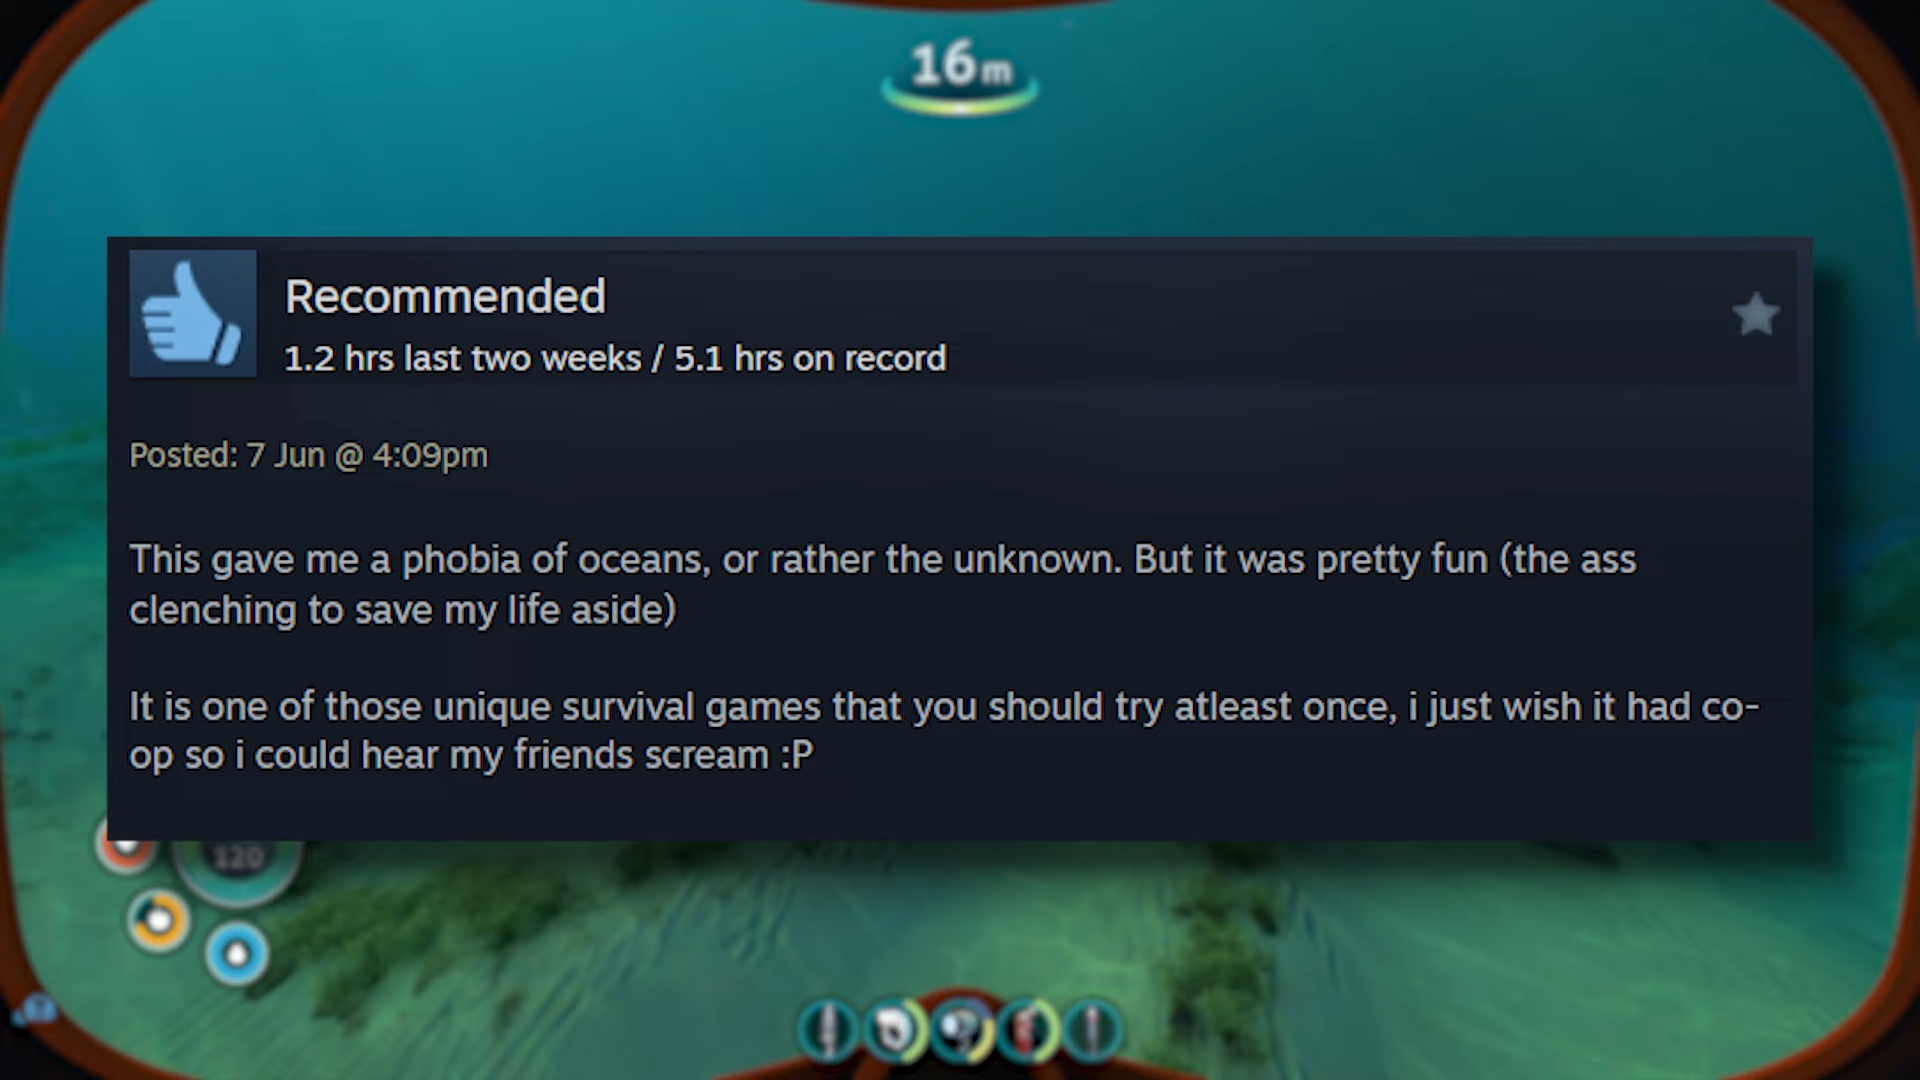 16m
Recommended
1.2 hrs last two weeks / 5.1 hrs on record
Posted: 7 Jun @ 4:09pm
This gave me a phobia of oceans, or rather the unknown. But it was pretty fun (the ass
clenching to save my life aside)
It is one of those unique survival games that you should try atleast once, i just wish it had co-
op so i could hear my friends scream :P
120